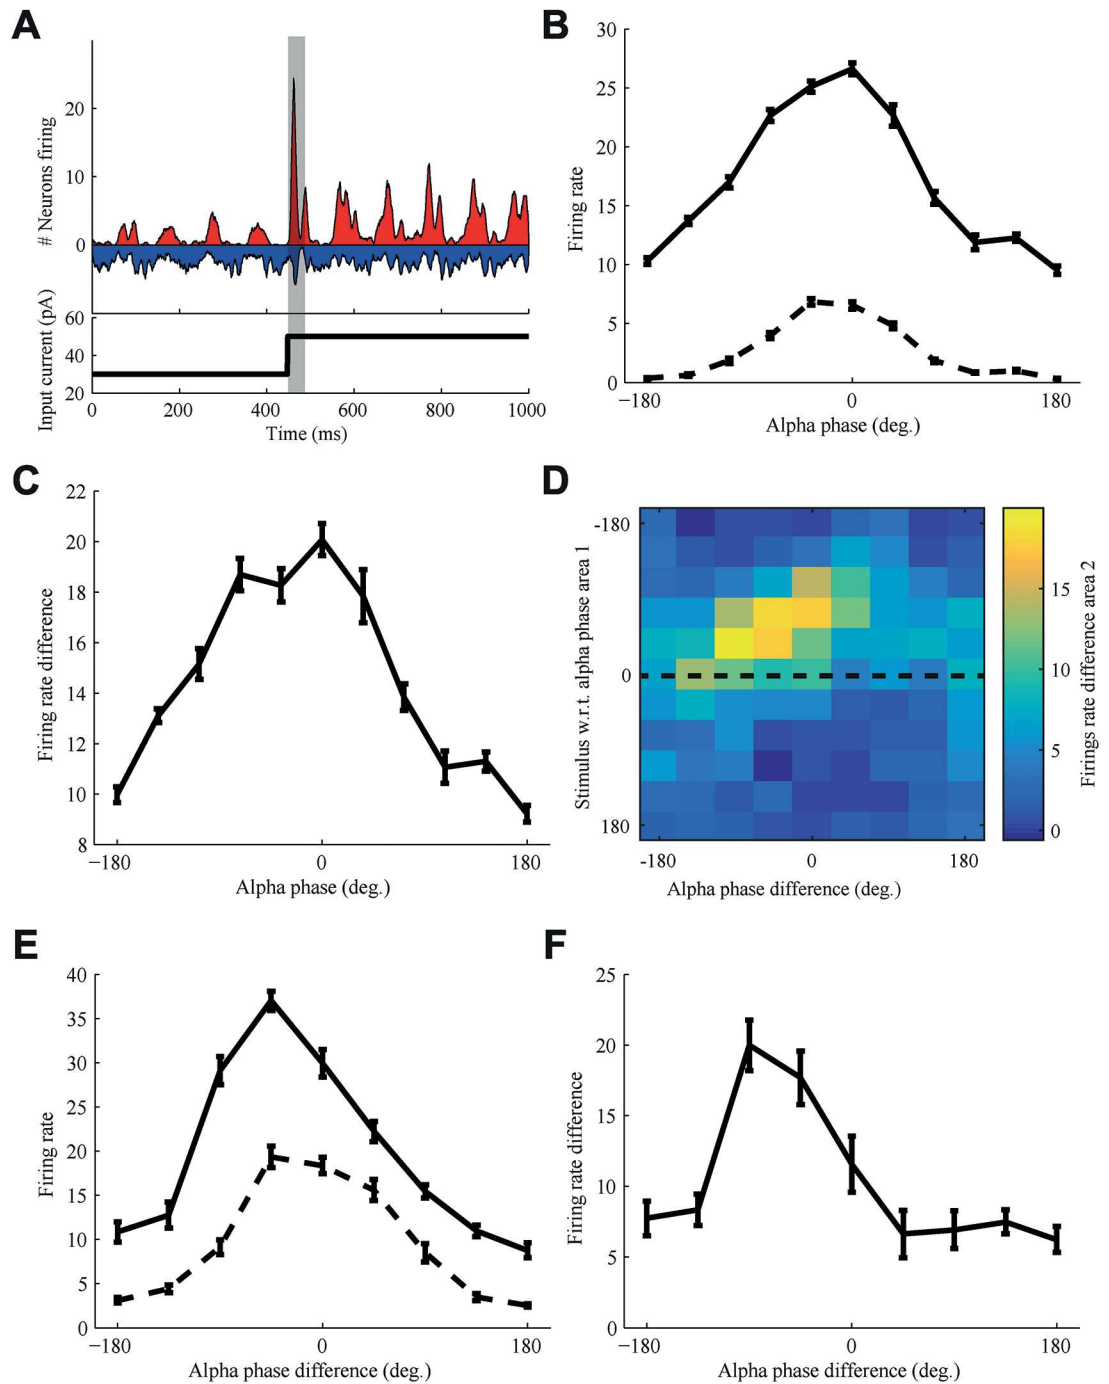 A
# Neurons firing
20
10
0
Input current (pA)
60
40
20
0 200 400 600 800 1000
Time (ms)
B
Firing rate
30
25
20
15
10
5
0
−180 0 180
Alpha phase (deg.)
C
Firing rate difference
22
20
18
16
14
12
10
8
−180 0 180
Alpha phase (deg.)
D
Stimulus w.r.t. alpha phase area 1
-180
0
180
-180 0 180
Alpha phase difference (deg.)
15
10
5
0
Firings rate difference area 2
E
Firing rate
40
35
30
25
20
15
10
5
0
−180 0 180
Alpha phase difference (deg.)
F
Firing rate difference
25
20
15
10
5
0
−180 0 180
Alpha phase difference (deg.)